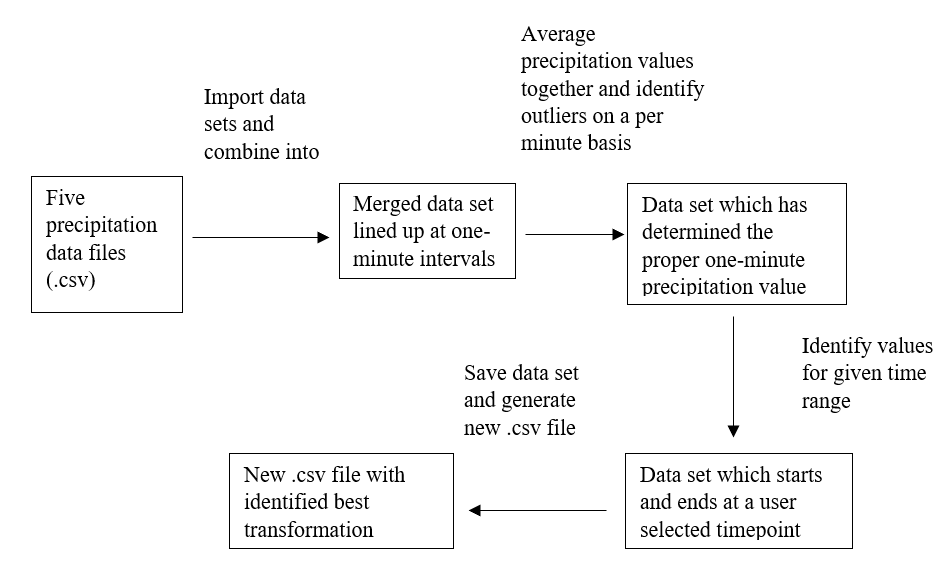 Five
precipitation
data files
(.csv)
Import data
sets and
combine into
Merged data set
lined up at one-
minute intervals
Average
precipitation values
together and identify
outliers on a per
minute basis
Data set which has
determined the
proper one-minute
precipitation value
Identify values
for given time
range
Data set which starts
and ends at a user
selected timepoint
Save data set
and generate
new .csv file
New .csv file with
identified best
transformation